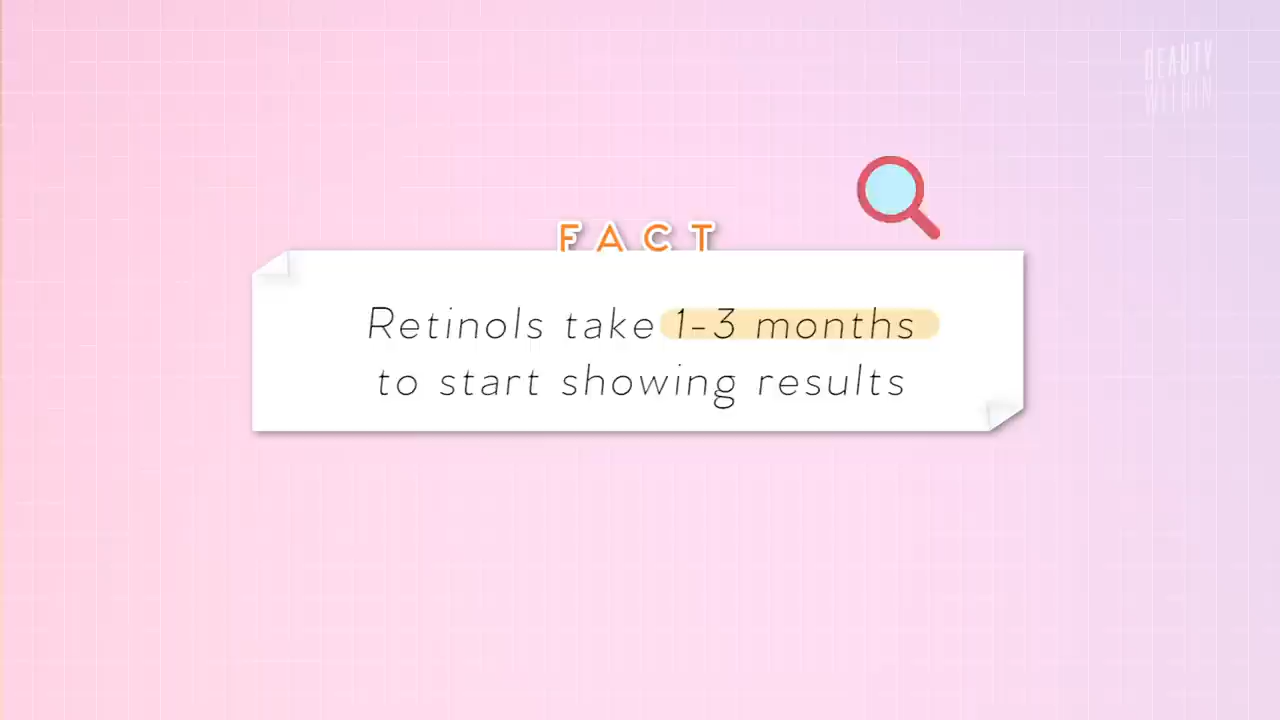 BEAUTY
WITHIN
FACT
Retinols take 1-3 months
to start showing results